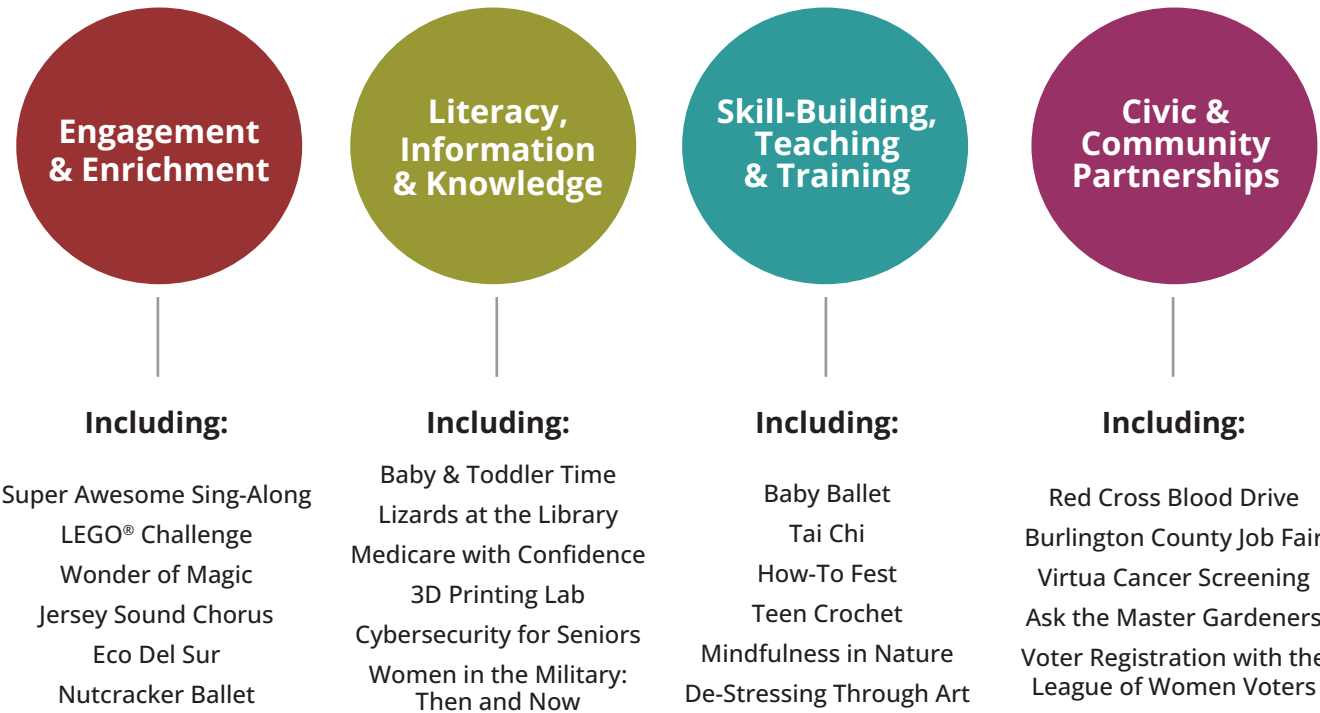 Engagement
& Enrichment
Including:
Super Awesome Sing-Along
LEGO® Challenge
Wonder of Magic
Jersey Sound Chorus
Eco Del Sur
Nutcracker Ballet
Literacy,
Information
& Knowledge
Including:
Baby & Toddler Time
Lizards at the Library
Medicare with Confidence
3D Printing Lab
Cybersecurity for Seniors
Women in the Military:
Then and Now
Skill-Building,
Teaching
& Training
Including:
Baby Ballet
Tai Chi
How-To Fest
Teen Crochet
Mindfulness in Nature
De-Stressing Through Art
Civic &
Community
Partnerships
Including:
Red Cross Blood Drive
Burlington County Job Fair
Virtua Cancer Screening
Ask the Master Gardeners
Voter Registration with the
League of Women Voters